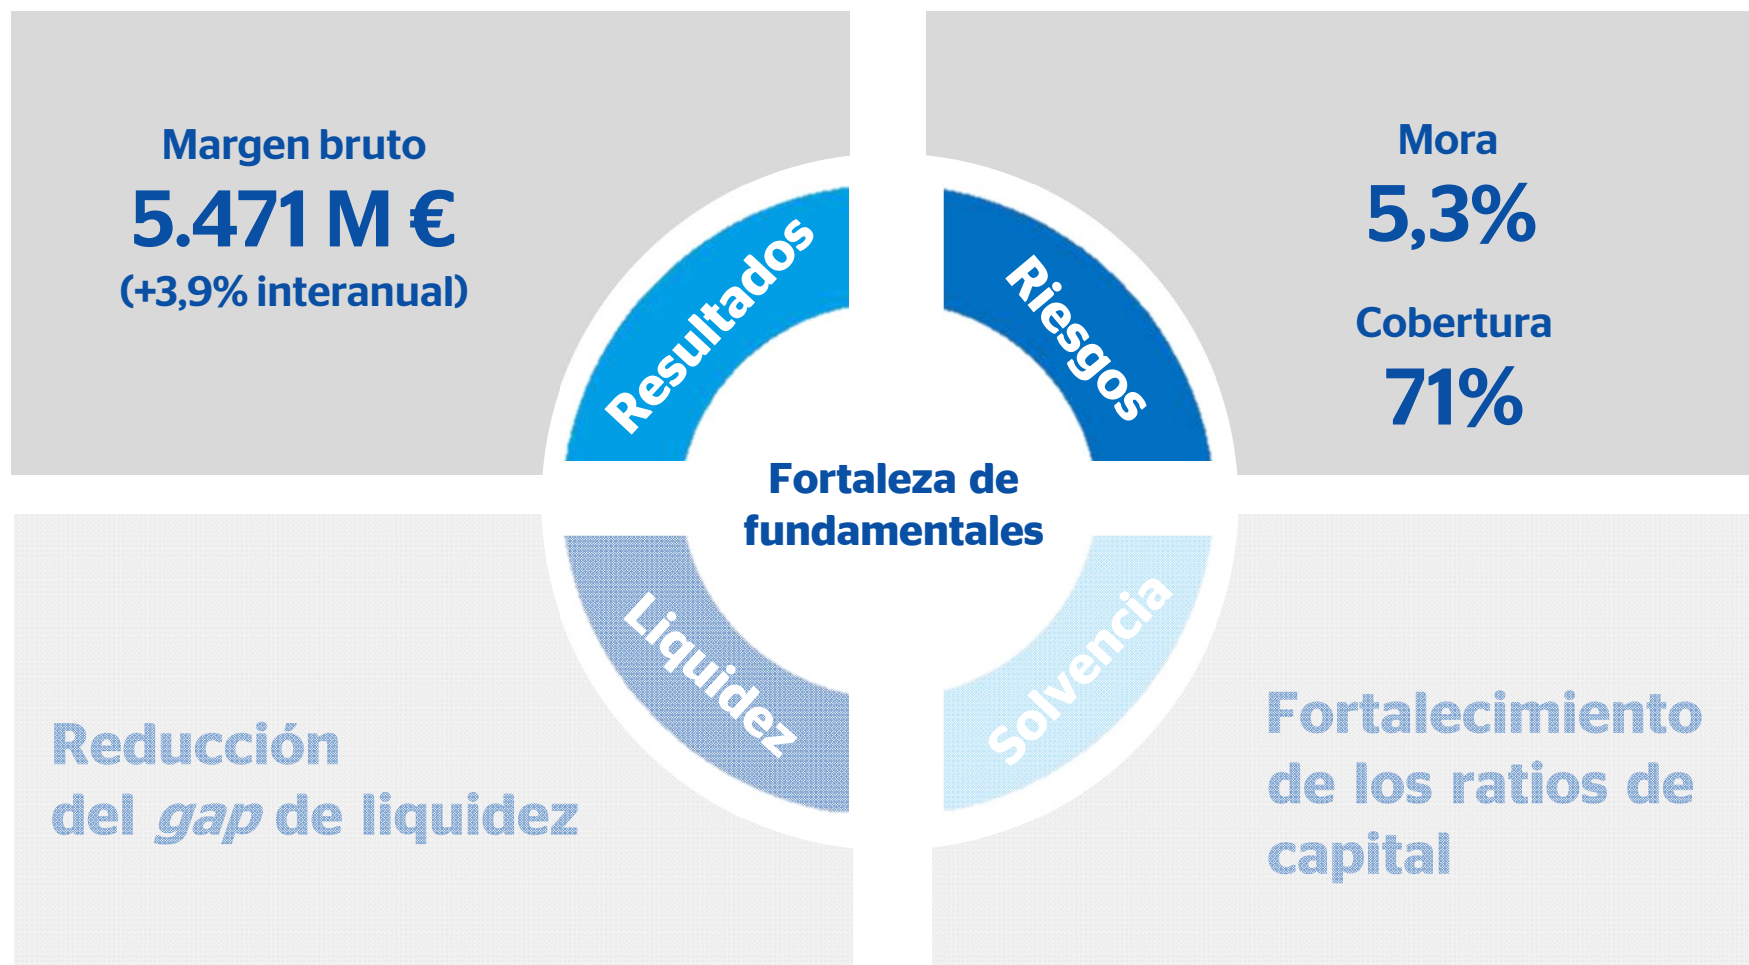 Margen bruto
5.471 M €
(+3,9% interanual)
Resultados
Riesgos
Mora
5,3%
Cobertura
71%
Fortaleza de
fundamentales
Reducción
del gap de liquidez
Liquidez
Solvencia
Fortalecimiento
de los ratios de
capital